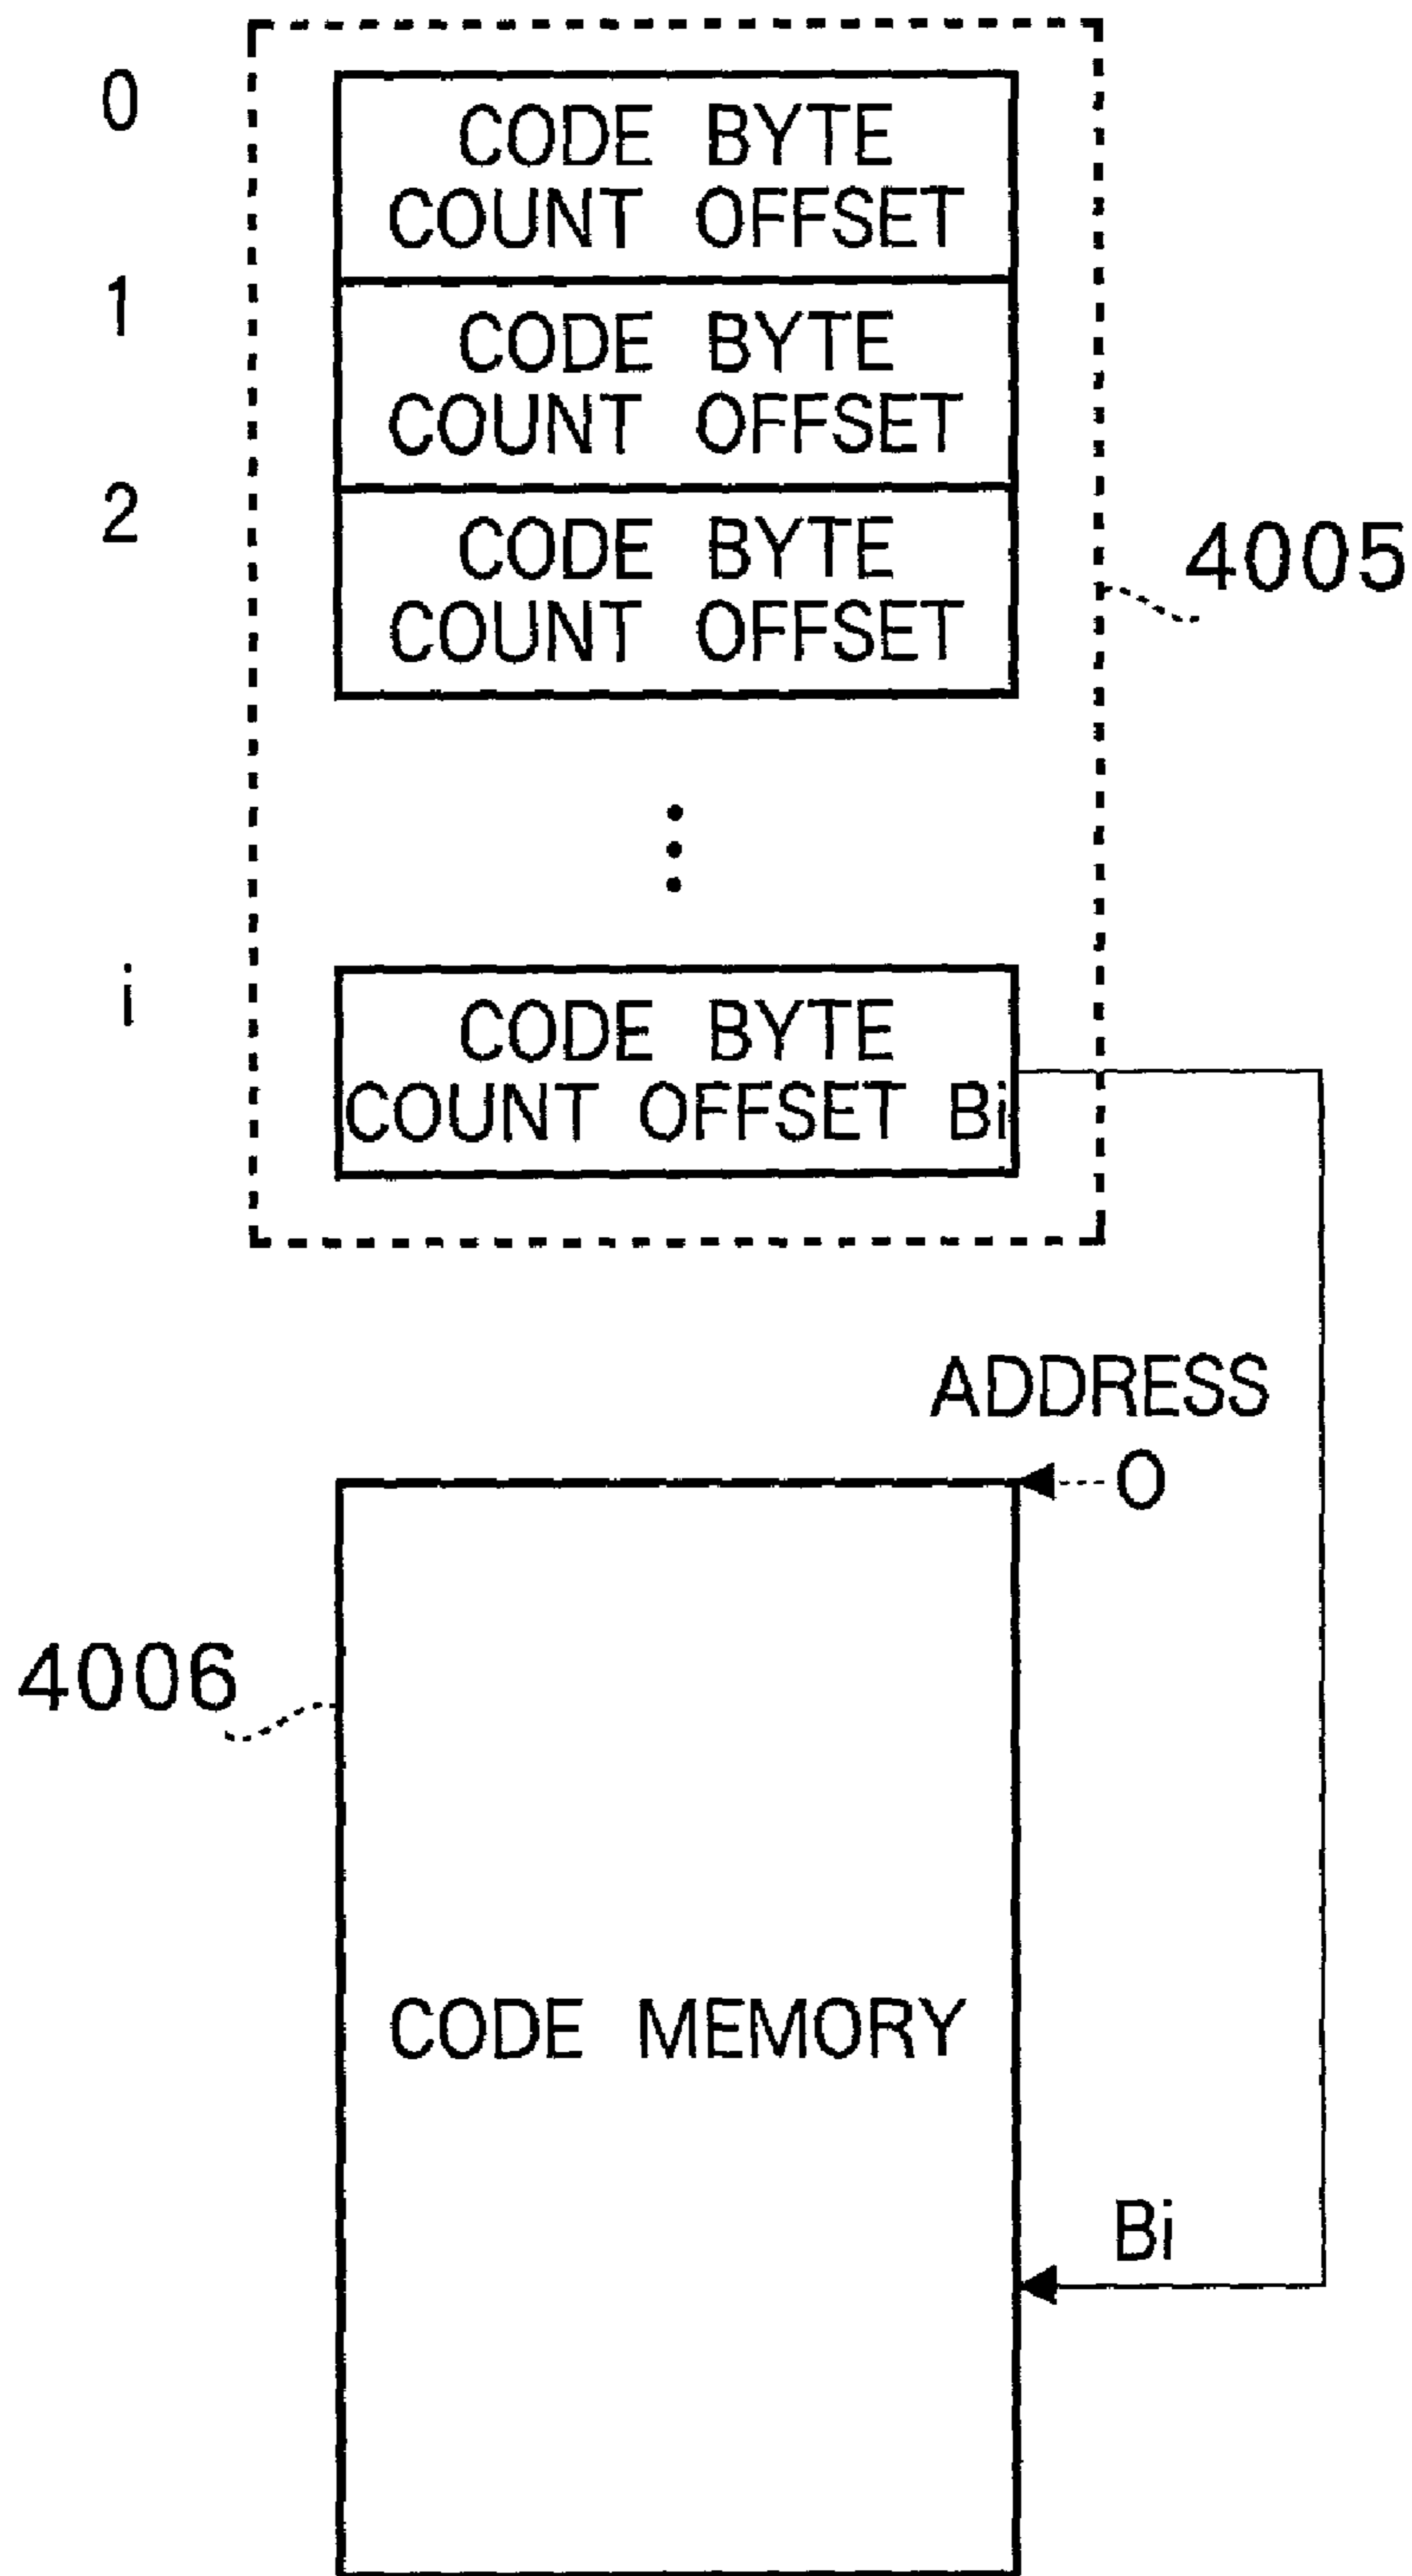 0
CODE BYTE
COUNT OFFSET
1
CODE BYTE
COUNT OFFSET
2
CODE BYTE
COUNT OFFSET
4005
i
CODE BYTE
COUNT OFFSET Bi
ADDRESS
0
4006
CODE MEMORY
Bi